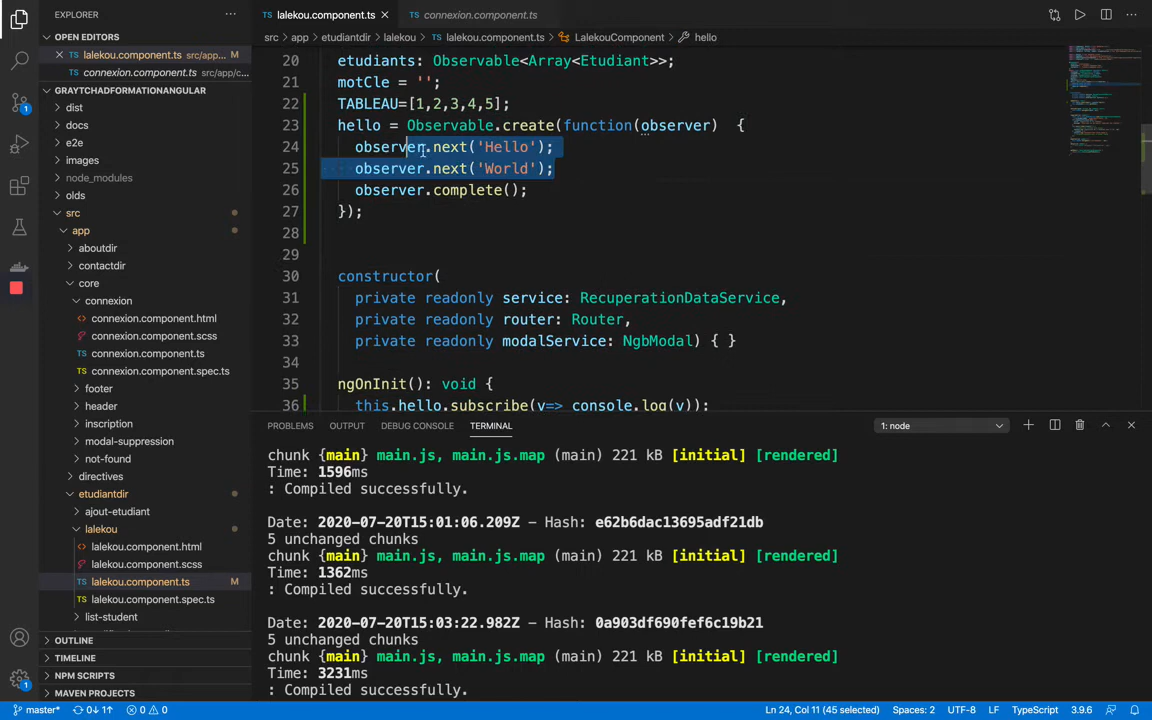 EXPLORER
OPEN EDITORS
lalekou.component.ts src/app... M
connexion.component.ts src/app/c...
GRAYTCHADFORMATIONANGULAR
dist
docs
e2e
images
node_modules
olds
src
app
aboutdir
contactdir
core
connexion
connexion.component.html
connexion.component.scss
connexion.component.ts
connexion.component.spec.ts
footer
header
inscription
modal-suppression
not-found
directives
etudiantdir
ajout-etudiant
lalekou
lalekou.component.html
lalekou.component.scss
lalekou.component.ts M
lalekou.component.spec.ts
list-student
OUTLINE
TIMELINE
NPM SCRIPTS
MAVEN PROJECTS
TS lalekou.component.ts
TS connexion.component.ts
src > app > etudiantdir > lalekou > TS lalekou.component.ts > LalekouComponent > hello
20 etudiants: Observable<Array<Etudiant>>;
21 motCle = '';
22 TABLEAU=[1,2,3,4,5];
23 hello = Observable.create(function(observer) {
24 observer.next('Hello');
25 observer.next('World');
26 observer.complete();
27 });
28
29
30 constructor(
31 private readonly service: RecuperationDataService,
32 private readonly router: Router,
33 private readonly modalService: NgbModal) { }
34
35 ngOnInit(): void {
36 this.hello.subscribe(v=> console.log(v));
PROBLEMS OUTPUT DEBUG CONSOLE TERMINAL 1: node
chunk {main} main.js, main.js.map (main) 221 kB [initial] [rendered]
Time: 1596ms
: Compiled successfully.
Date: 2020-07-20T15:01:06.209Z - Hash: e62b6dac13695adf21db
5 unchanged chunks
chunk {main} main.js, main.js.map (main) 221 kB [initial] [rendered]
Time: 1362ms
: Compiled successfully.
Date: 2020-07-20T15:03:22.982Z - Hash: 0a903df690fef6c19b21
5 unchanged chunks
chunk {main} main.js, main.js.map (main) 221 kB [initial] [rendered]
Time: 3231ms
: Compiled successfully.
master* 0↓ 1↑ 0 0 Ln 24, Col 11 (45 selected) Spaces: 2 UTF-8 LF TypeScript 3.9.6